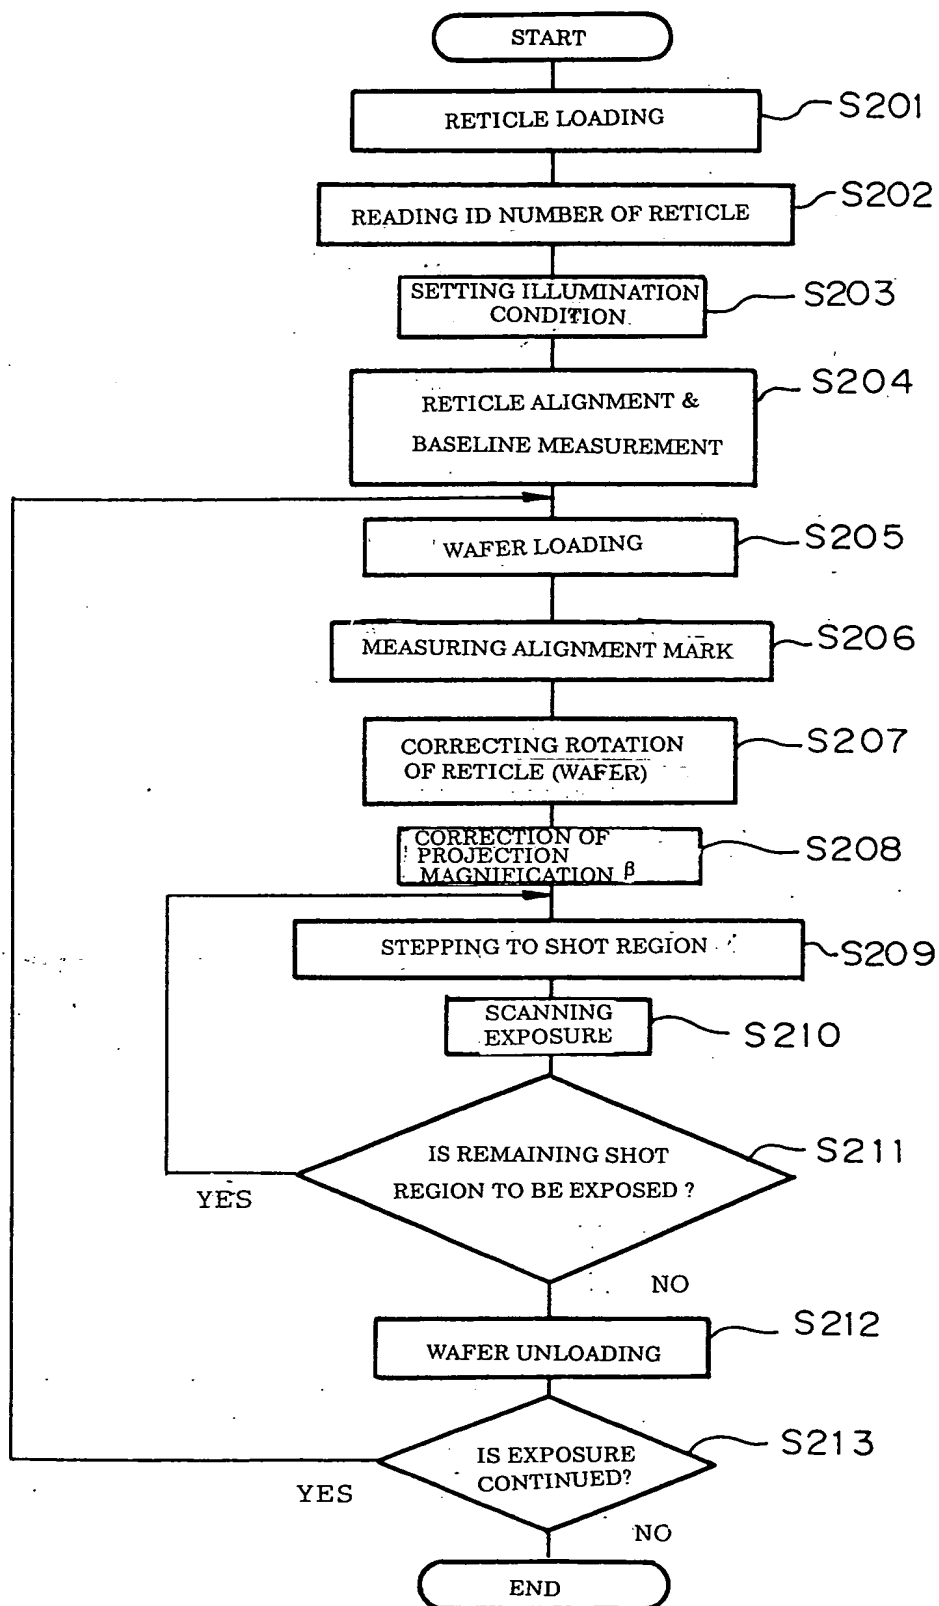 START
RETICLE LOADING
S201
READING ID NUMBER OF RETICLE
S202
SETTING ILLUMINATION
CONDITION
S203
RETICLE ALIGNMENT &
BASELINE MEASUREMENT
S204
WAFER LOADING
S205
MEASURING ALIGNMENT MARK
S206
CORRECTING ROTATION
OF RETICLE (WAFER)
S207
CORRECTION OF
PROJECTION
MAGNIFICATION β
S208
STEPPING TO SHOT REGION
S209
SCANNING
EXPOSURE
S210
IS REMAINING SHOT
REGION TO BE EXPOSED ?
S211
YES
NO
WAFER UNLOADING
S212
IS EXPOSURE
CONTINUED?
S213
YES
NO
END